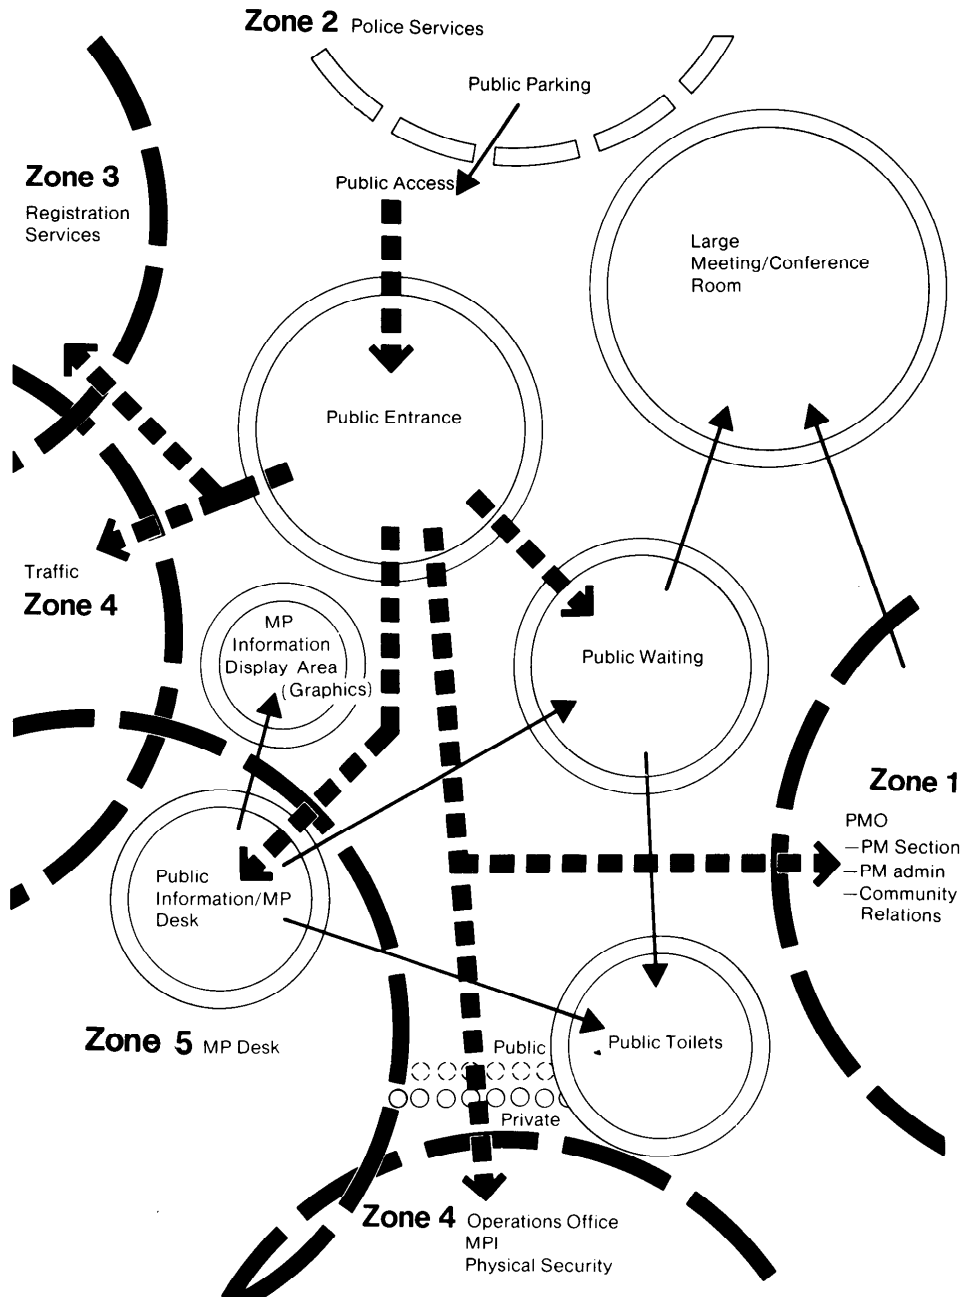 Zone 2 Police Services
Public Parking
Public Access
Zone 3
Registration
Services
Large
Meeting/Conference
Room
Public Entrance
Traffic
Zone 4
MP
Information
Display Area
(Graphics)
Public Waiting
Zone 1
PMO
—PM Section
—PM admin
—Community
Relations
Public
Information/MP
Desk
Zone 5 MP Desk
Public Toilets
Public
Private
Zone 4 Operations Office
MPI
Physical Security